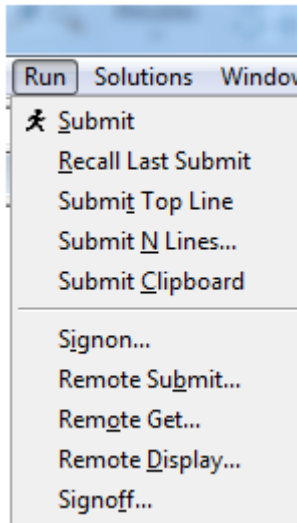 Run Solutions Window
Submit
Recall Last Submit
Submit Top Line
Submit N Lines...
Submit Clipboard
Signon...
Remote Submit...
Remote Get...
Remote Display...
Signoff...